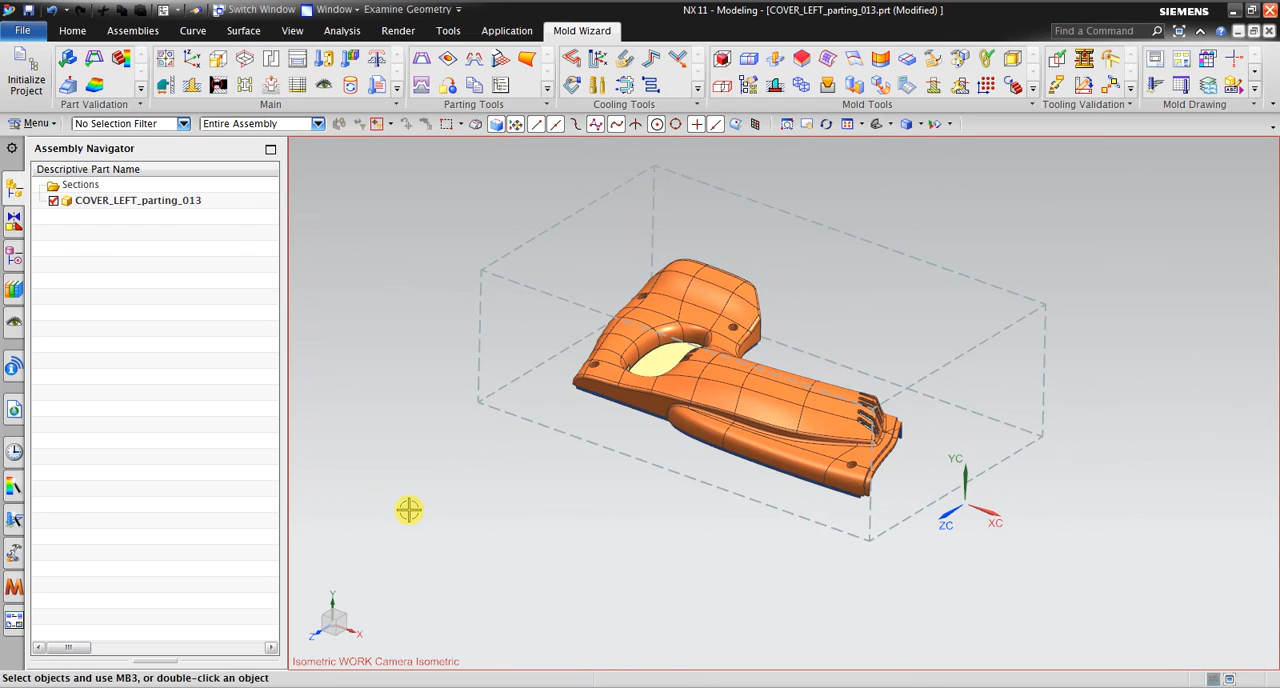 Switch Window
Window
Examine Geometry
NX 11 - Modeling - [COVER_LEFT_parting_013.prt (Modified) ]
SIEMENS
File
Home
Assemblies
Curve
Surface
View
Analysis
Render
Tools
Application
Mold Wizard
Find a Command
Initialize
Project
Part Validation
Main
Parting Tools
Cooling Tools
Mold Tools
Tooling Validation
Mold Drawing
Menu
No Selection Filter
Entire Assembly
Assembly Navigator
Descriptive Part Name
Sections
COVER_LEFT_parting_013
YC
ZC
XC
Y
Z
X
Isometric WORK Camera Isometric
Select objects and use MB3, or double-click an object